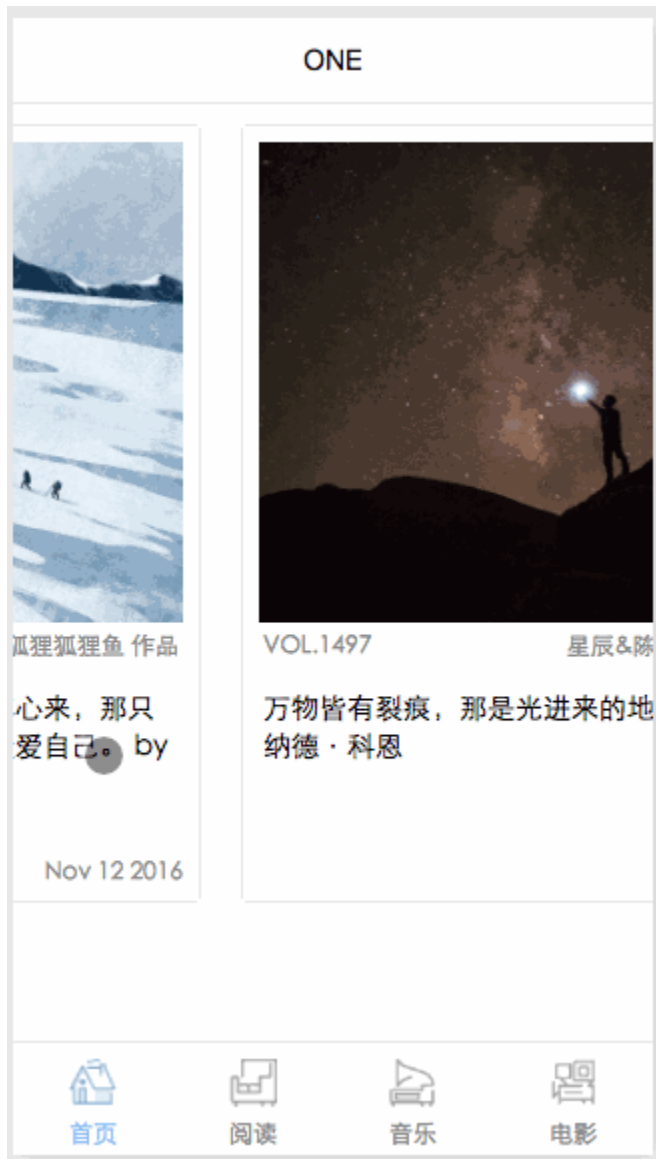 ONE
狐狸狐狸鱼 作品
心来，那只
爱自己。by
Nov 12 2016
VOL.1497
星辰&陈
万物皆有裂痕，那是光进来的地
纳德·科恩
首页
阅读
音乐
电影